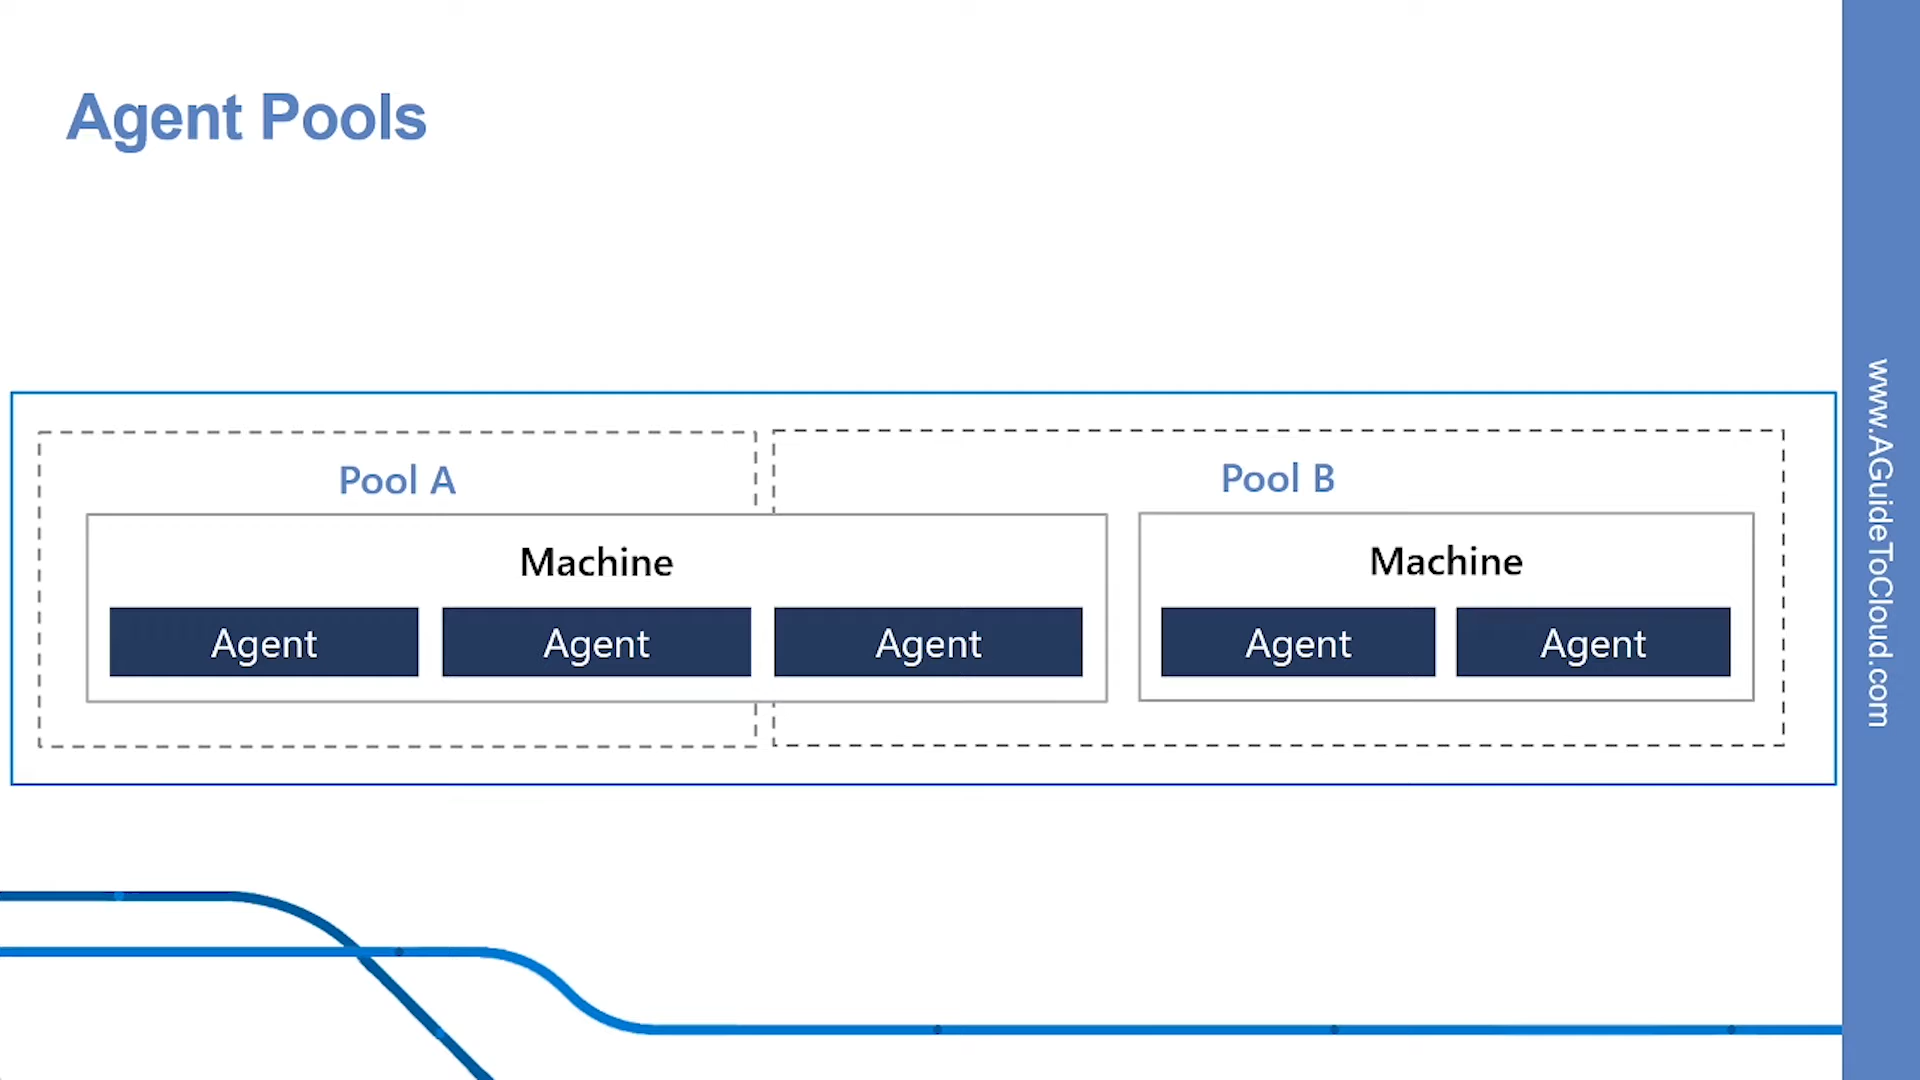 Agent Pools
Pool A
Pool B
Machine
Machine
Agent
Agent
Agent
Agent
Agent
www.AGuideToCloud.com